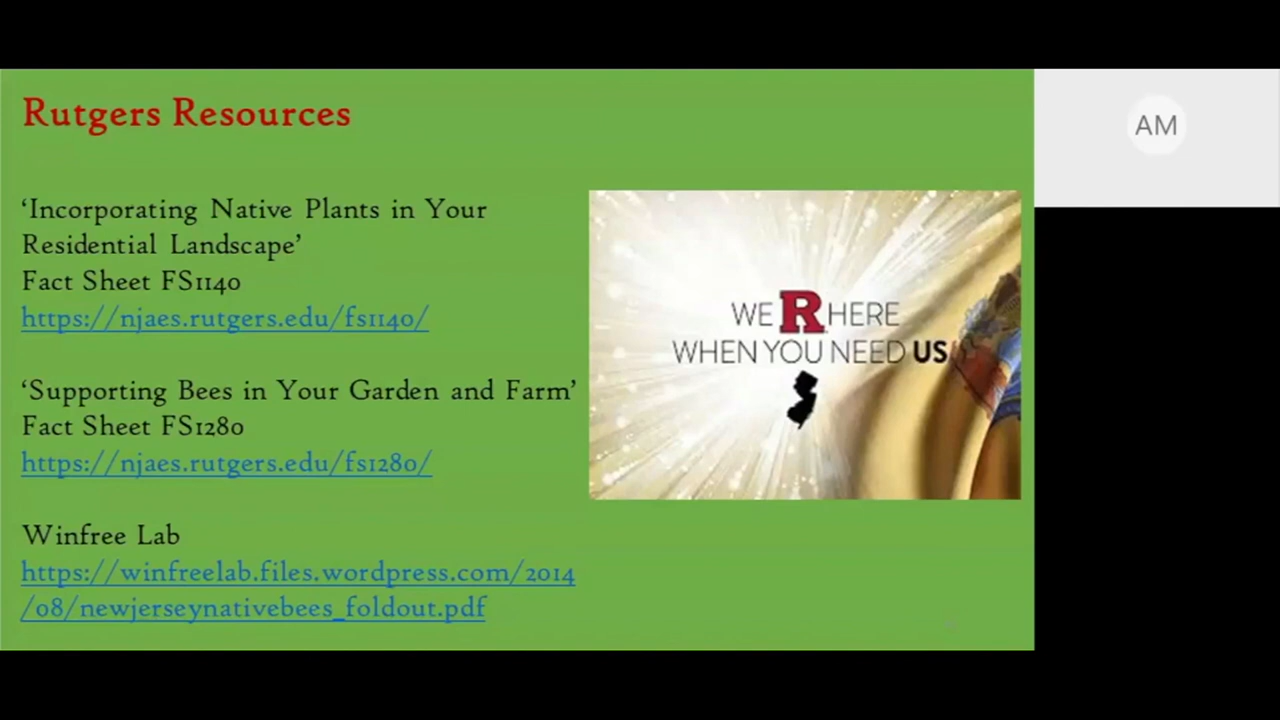 Rutgers Resources
‘Incorporating Native Plants in Your
Residential Landscape’
Fact Sheet FS1140
https://njaes.rutgers.edu/fs1140/
‘Supporting Bees in Your Garden and Farm’
Fact Sheet FS1280
https://njaes.rutgers.edu/fs1280/
Winfree Lab
https://winfreelab.files.wordpress.com/2014
/08/newjerseynativebees_foldout.pdf
WE R HERE
WHEN YOU NEED US
AM